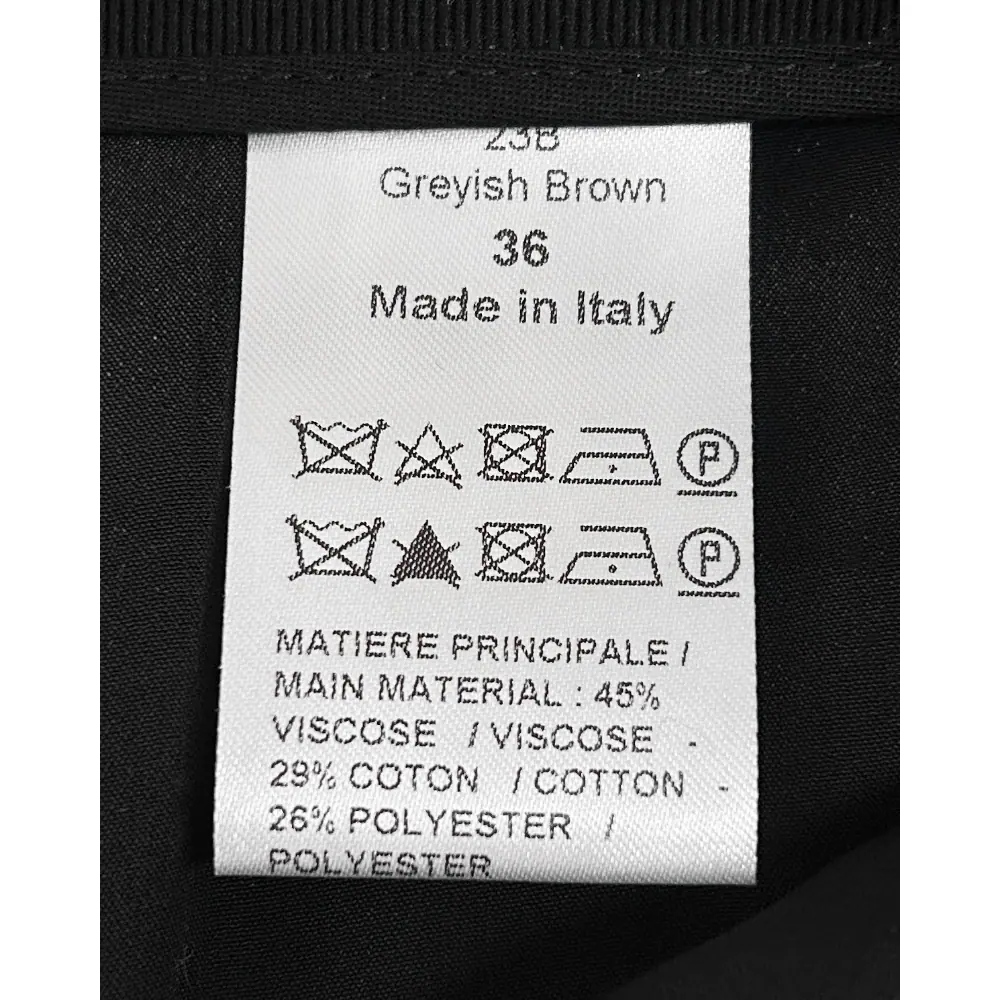 23B
Greyish Brown
36
Made in Italy
P
P
MATIERE PRINCIPALE /
MAIN MATERIAL : 45%
VISCOSE / VISCOSE -
29% COTON / COTTON -
26% POLYESTER /
POLYESTER